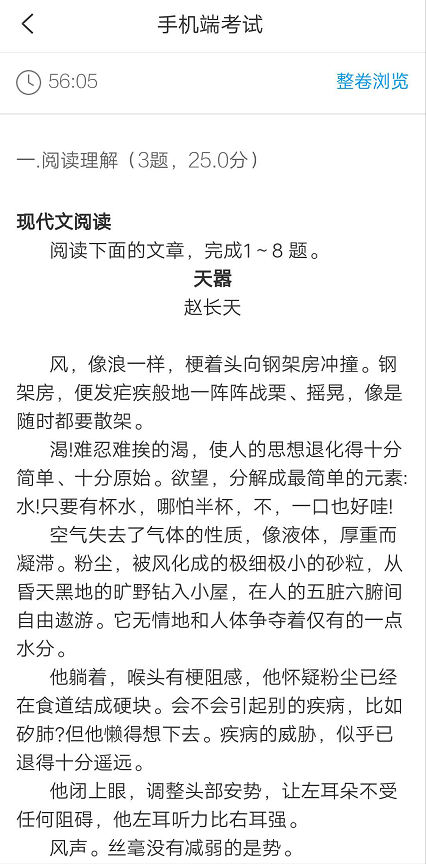 手机端考试
56:05
整卷浏览
一.阅读理解（3题，25.0分）
现代文阅读
阅读下面的文章，完成1～8 题。
天嚣
赵长天
风，像浪一样，梗着头向钢架房冲撞。钢
架房，便发疟疾般地一阵阵战栗、摇晃，像是
随时都要散架。
渴!难忍难挨的渴，使人的思想退化得十分
简单、十分原始。欲望，分解成最简单的元素:
水!只要有杯水，哪怕半杯，不，一口也好哇!
空气失去了气体的性质，像液体，厚重而
凝滞。粉尘，被风化成的极细极小的砂粒，从
昏天黑地的旷野钻入小屋，在人的五脏六腑间
自由遨游。它无情地和人体争夺着仅有的一点
水分。
他躺着，喉头有梗阻感，他怀疑粉尘已经
在食道结成硬块。会不会引起别的疾病，比如
矽肺?但他懒得想下去。疾病的威胁，似乎已
退得十分遥远。
他闭上眼，调整头部安势，让左耳朵不受
任何阻碍，他左耳听力比右耳强。
风声。丝毫没有减弱的是势。